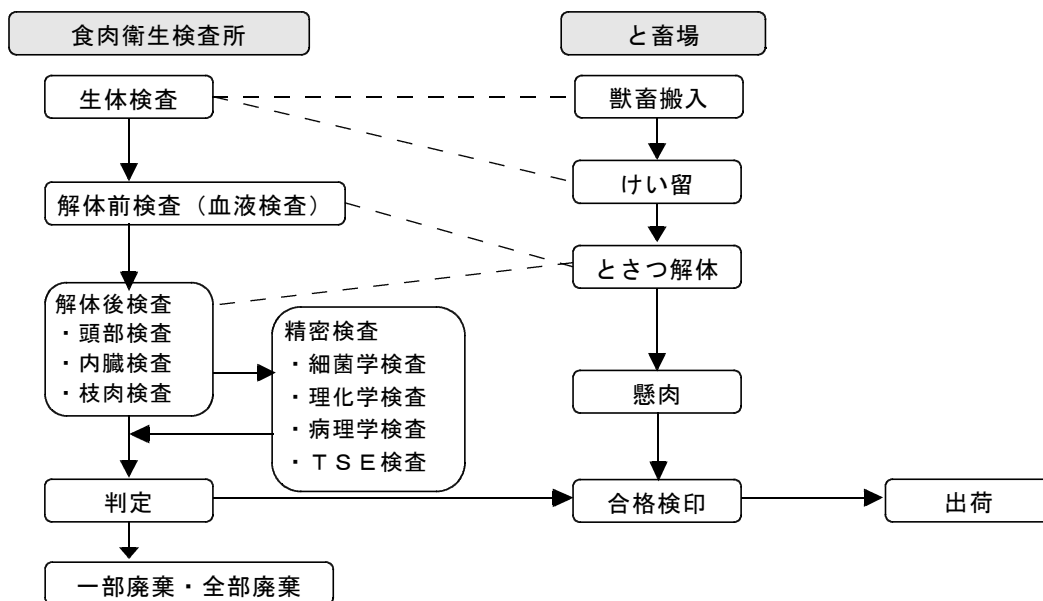 食肉衛生検査所
と畜場
生体検査
獣畜搬入
けい留
解体前検査（血液検査）
とさつ解体
解体後検査
・頭部検査
・内臓検査
・枝肉検査
精密検査
・細菌学検査
・理化学検査
・病理学検査
・ＴＳＥ検査
懸肉
判定
合格検印
出荷
一部廃棄・全部廃棄